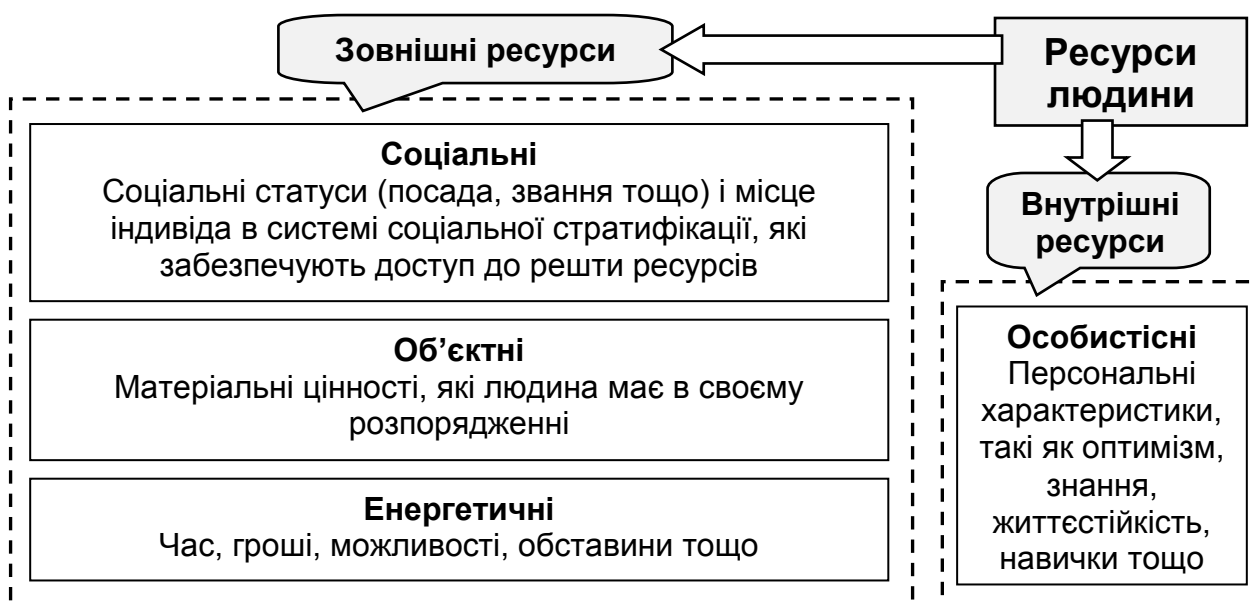 Зовнішні ресурси
Ресурси
людини
Соціальні
Соціальні статуси (посада, звання тощо) і місце
індивіда в системі соціальної стратифікації, які
забезпечують доступ до решти ресурсів
Об’єктні
Матеріальні цінності, які людина має в своєму
розпорядженні
Енергетичні
Час, гроші, можливості, обставини тощо
Внутрішні
ресурси
Особистісні
Персональні
характеристики,
такі як оптимізм,
знання,
життєстійкість,
навички тощо